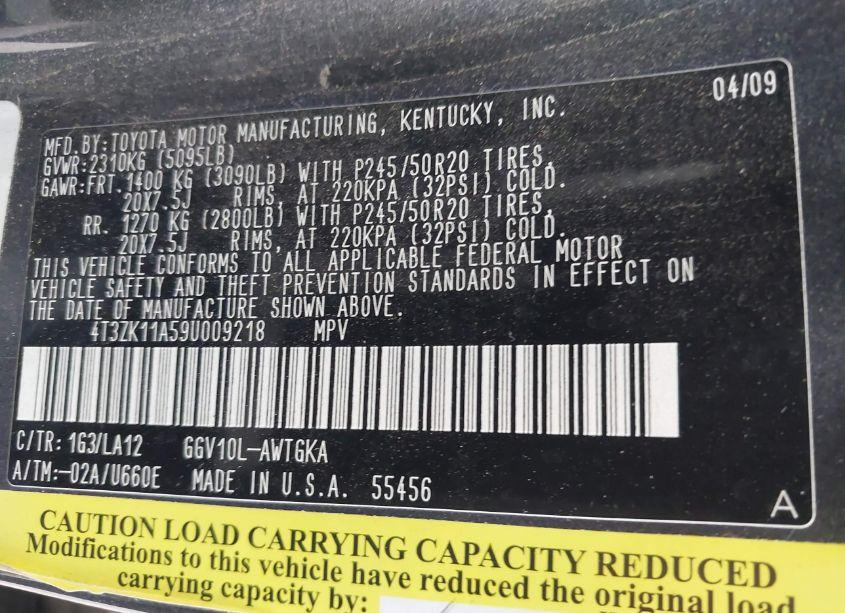 04/09
MFD.BY:TOYOTA MOTOR MANUFACTURING, KENTUCKY, INC.
GVWR:2310KG (5095LB)
GAWR:FRT.1400 KG (3090LB) WITH P245/50R20 TIRES,
20X7.5J RIMS, AT 220KPA (32PSI) COLD.
RR. 1270 KG (2800LB) WITH P245/50R20 TIRES,
20X7.5J RIMS, AT 220KPA (32PSI) COLD.
THIS VEHICLE CONFORMS TO ALL APPLICABLE FEDERAL MOTOR
VEHICLE SAFETY AND THEFT PREVENTION STANDARDS IN EFFECT ON
THE DATE OF MANUFACTURE SHOWN ABOVE.
4T3ZK11A59U009218 MPV
C/TR: 1G3/LA12 GGV10L-AWTGKA
A/TM:-02A/U660E MADE IN U.S.A. 55456
A
CAUTION LOAD CARRYING CAPACITY REDUCED
Modifications to this vehicle have reduced the original load
carrying capacity by: